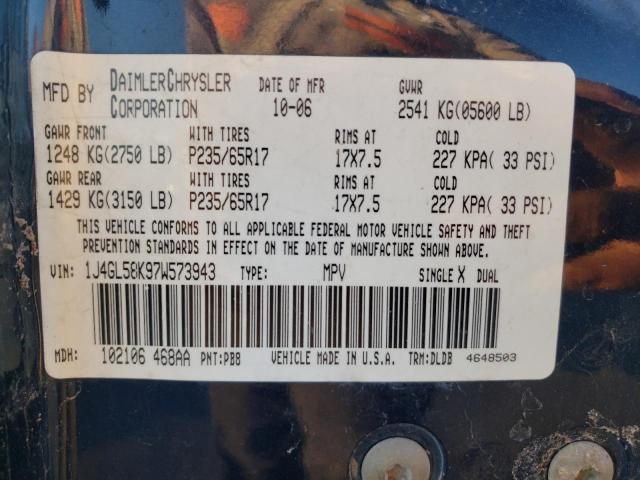 MFD BY DAIMLERCHRYSLER CORPORATION DATE OF MFR 10-06 GVWR 2541 KG(05600 LB)
GAWR FRONT WITH TIRES RIMS AT COLD
1248 KG(2750 LB) P235/65R17 17X7.5 227 KPA( 33 PSI)
GAWR REAR WITH TIRES RIMS AT COLD
1429 KG(3150 LB) P235/65R17 17X7.5 227 KPA( 33 PSI)
THIS VEHICLE CONFORMS TO ALL APPLICABLE FEDERAL MOTOR VEHICLE SAFETY AND THEFT
PREVENTION STANDARDS IN EFFECT ON THE DATE OF MANUFACTURE SHOWN ABOVE.
VIN: 1J4GL58K97W573943 TYPE: MPV SINGLE X DUAL
MDH: 102106 468AA PNT:PBB VEHICLE MADE IN U.S.A. TRM:DLDB 4648503